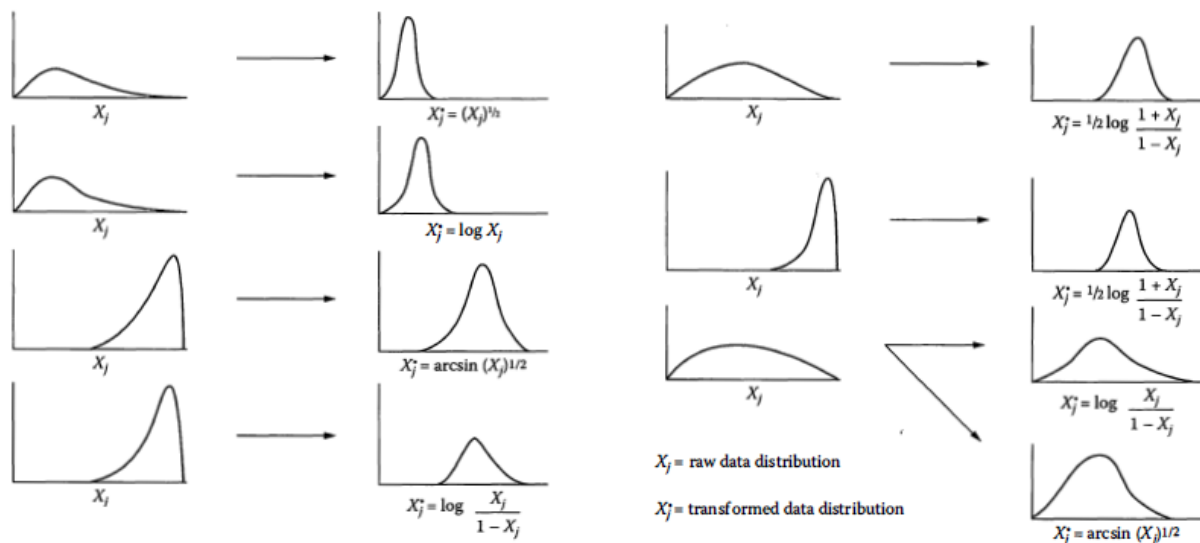 X_j
X_j* = (X_j)^1/2
X_j
X_j* = log X_j
X_j
X_j* = arcsin (X_j)^1/2
X_j
X_j* = log X_j / 1 − X_j
X_j
X_j* = 1/2 log 1 + X_j / 1 − X_j
X_j
X_j* = 1/2 log 1 + X_j / 1 − X_j
X_j
X_j* = log X_j / 1 − X_j
X_j = raw data distribution
X_j* = transformed data distribution
X_j* = arcsin (X_j)^1/2